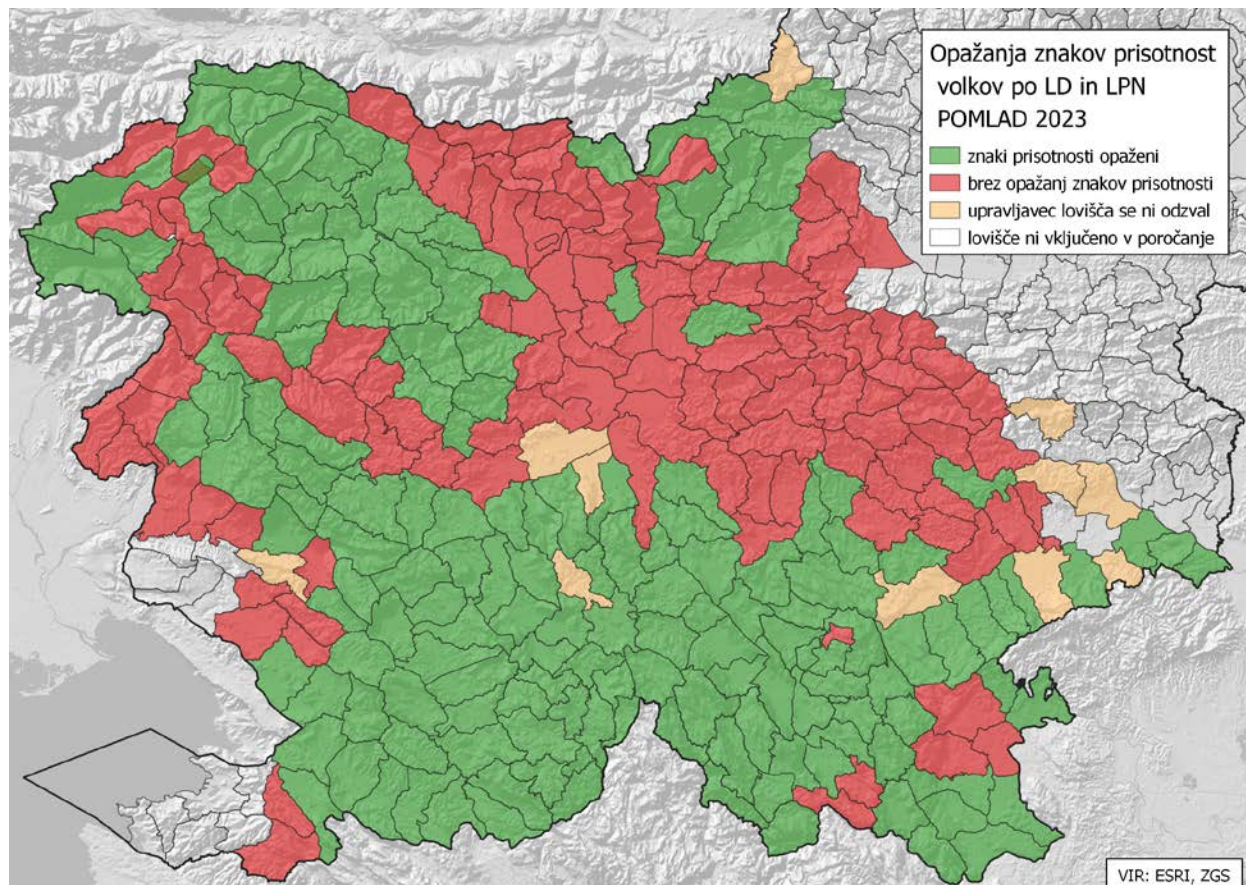 Opažanja znakov prisotnost
volkov po LD in LPN
POMLAD 2023
znaki prisotnosti opaženi
brez opažanj znakov prisotnosti
upravljavec lovišča se ni odzval
lovišče ni vključeno v poročanje
VIR: ESRI, ZGS